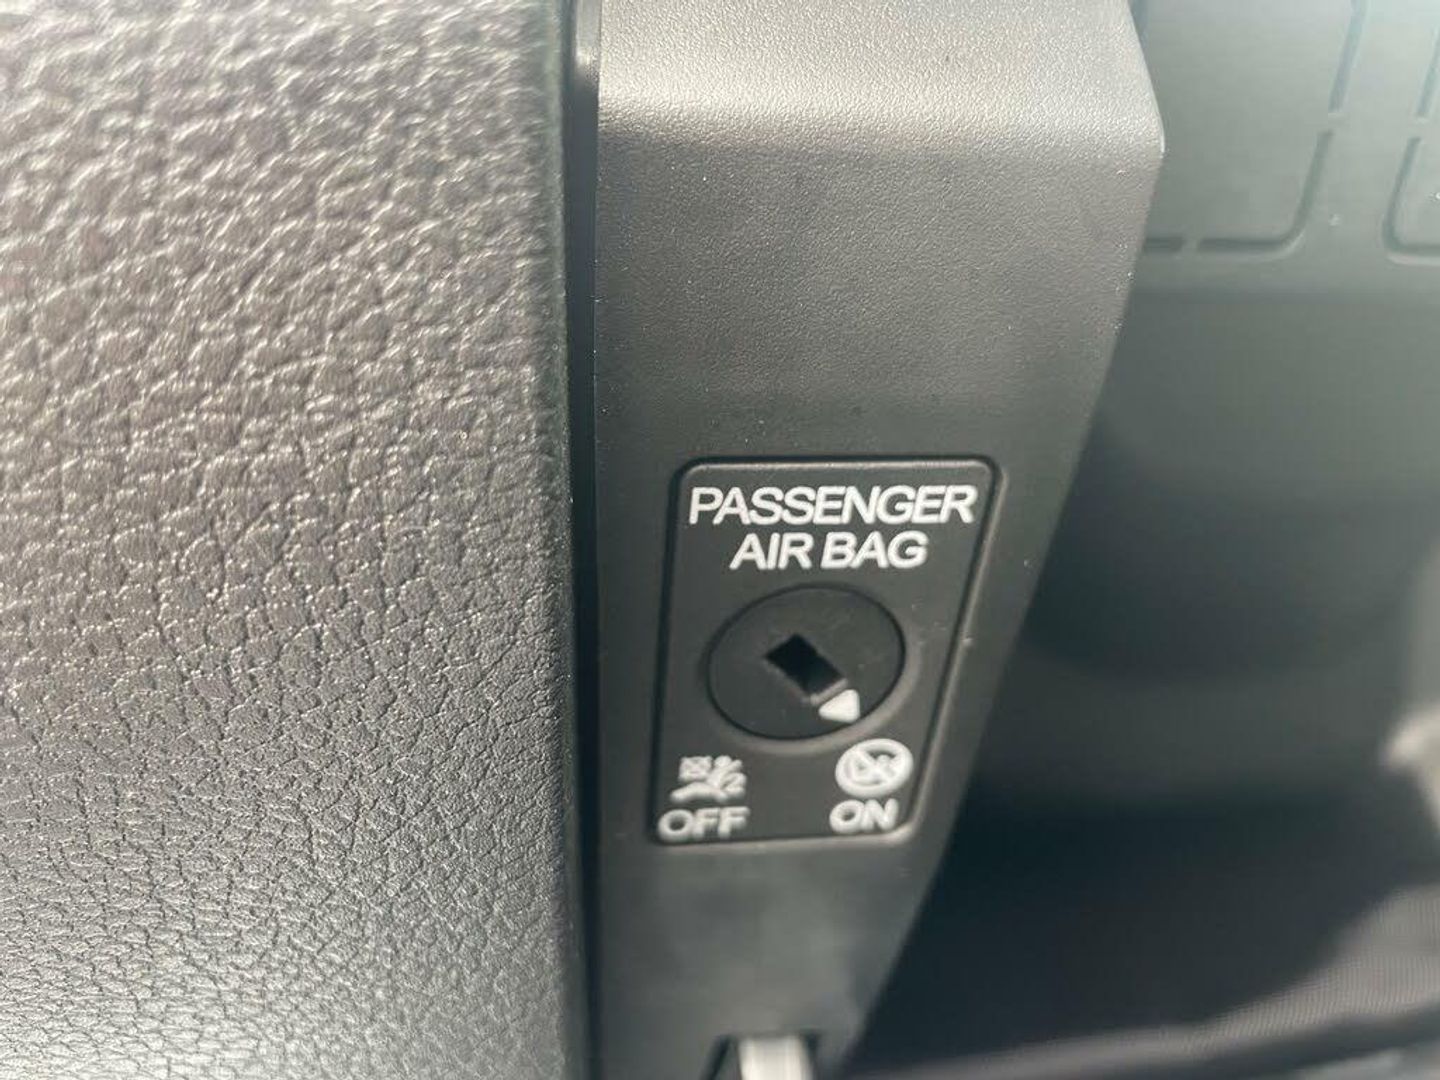 PASSENGER
AIR BAG
OFF ON